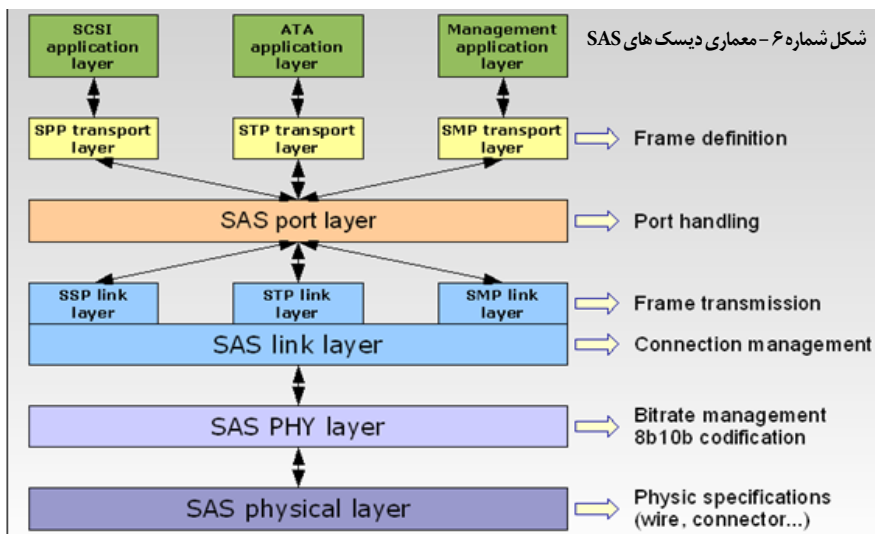 شکل شماره ۶ - معماری دیسک های SAS
SCSI
application
layer
ATA
application
layer
Management
application
layer
SPP transport
layer
STP transport
layer
SMP transport
layer
Frame definition
SAS port layer
Port handling
SSP link
layer
STP link
layer
SMP link
layer
Frame transmission
SAS link layer
Connection management
SAS PHY layer
Bitrate management
8b10b codification
SAS physical layer
Physic specifications
(wire, connector...)